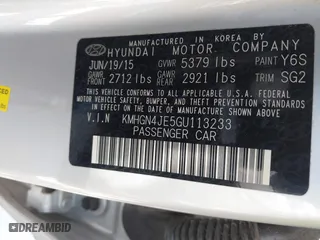 MANUFACTURED IN KOREA BY
HYUNDAI MOTOR COMPANY
JUN/19/15 GVWR 5379 lbs PAINT Y6S
GAWR FRT 2712 lbs GAWR RR 2921 lbs TRIM SG2
THIS VEHICLE CONFORMS TO ALL APPLICABLE
U.S.A. FEDERAL MOTOR VEHICLE SAFETY, BUMPER,
AND THEFT PREVENTION STANDARDS IN EFFECT ON
THE DATE OF MANUFACTURE SHOWN ABOVE.
V.I.N KMHGN4JE5GU113233
PASSENGER CAR
DREAMBID